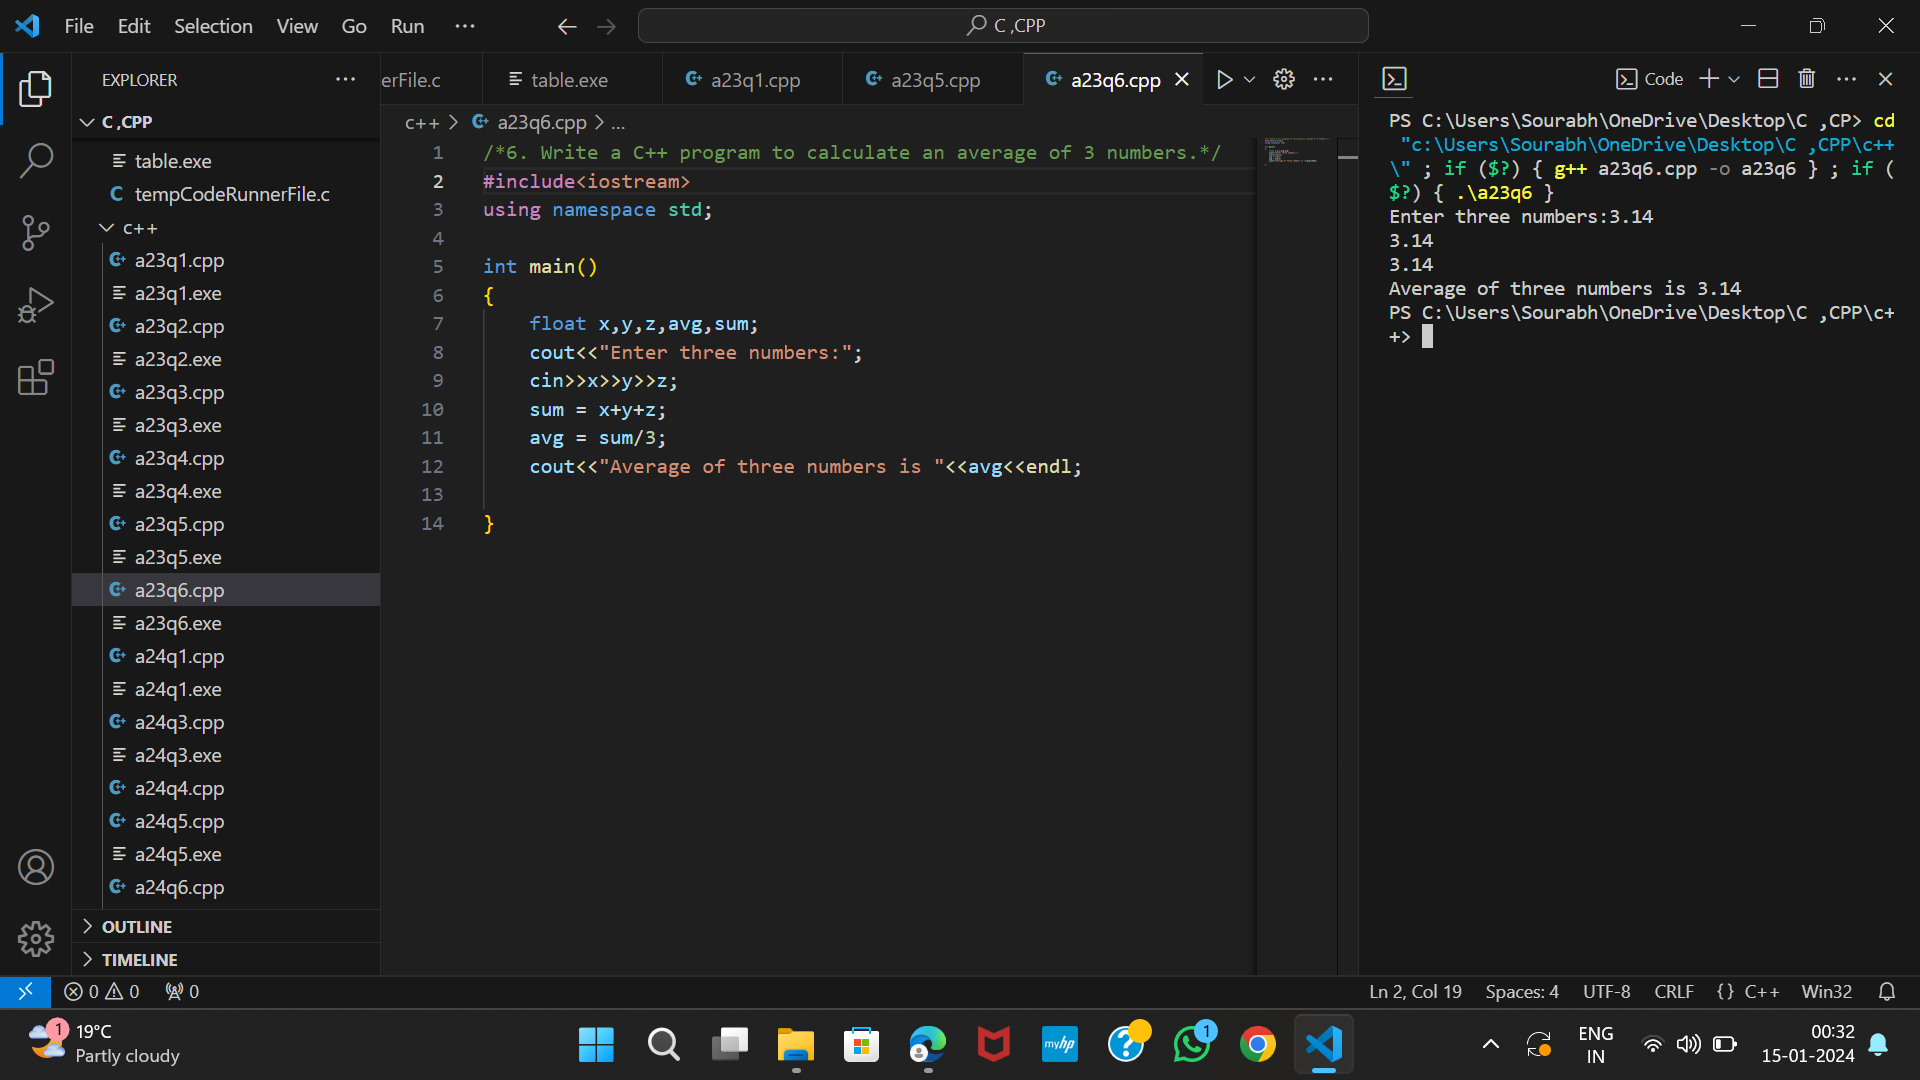 File Edit Selection View Go Run ··· C ,CPP
EXPLORER ···
C ,CPP
table.exe
C tempCodeRunnerFile.c
c++
a23q1.cpp
a23q1.exe
a23q2.cpp
a23q2.exe
a23q3.cpp
a23q3.exe
a23q4.cpp
a23q4.exe
a23q5.cpp
a23q5.exe
a23q6.cpp
a23q6.exe
a24q1.cpp
a24q1.exe
a24q3.cpp
a24q3.exe
a24q4.cpp
a24q5.cpp
a24q5.exe
a24q6.cpp
OUTLINE
TIMELINE
erFile.c table.exe a23q1.cpp a23q5.cpp a23q6.cpp
c++ > a23q6.cpp > ...
1 /*6. Write a C++ program to calculate an average of 3 numbers.*/
2 #include<iostream>
3 using namespace std;
4
5 int main()
6 {
7 float x,y,z,avg,sum;
8 cout<<"Enter three numbers:";
9 cin>>x>>y>>z;
10 sum = x+y+z;
11 avg = sum/3;
12 cout<<"Average of three numbers is "<<avg<<endl;
13
14 }
Code
PS C:\Users\Sourabh\OneDrive\Desktop\C ,CP> cd
"c:\Users\Sourabh\OneDrive\Desktop\C ,CPP\c++
\" ; if ($?) { g++ a23q6.cpp -o a23q6 } ; if (
$?) { .\a23q6 }
Enter three numbers:3.14
3.14
3.14
Average of three numbers is 3.14
PS C:\Users\Sourabh\OneDrive\Desktop\C ,CPP\c+
+>
0 0 0 Ln 2, Col 19 Spaces: 4 UTF-8 CRLF {} C++ Win32
1 19°C
Partly cloudy
myhp
?
1
ENG
IN
00:32
15-01-2024